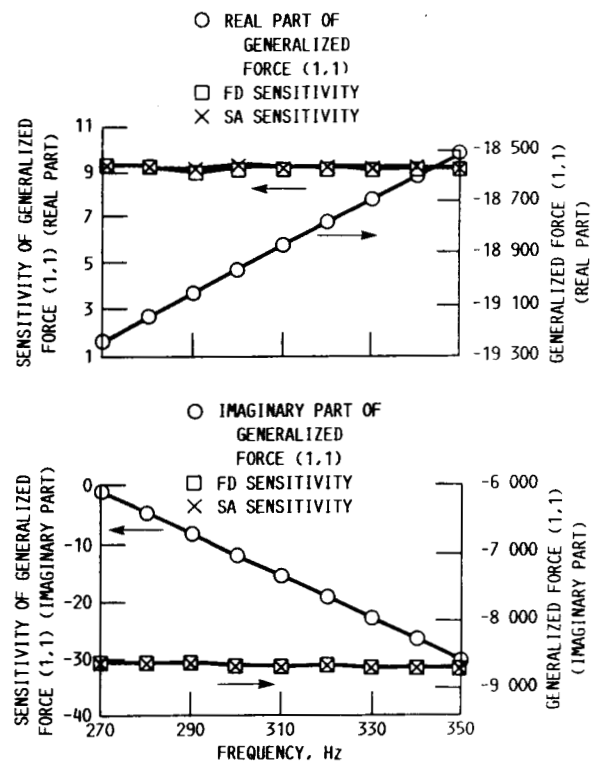 REAL PART OF
GENERALIZED
FORCE (1,1)
FD SENSITIVITY
SA SENSITIVITY
SENSITIVITY OF GENERALIZED
FORCE (1,1) (REAL PART)
11
9
7
5
3
1
-18 500
-18 700
-18 900
-19 100
-19 300
GENERALIZED FORCE (1,1)
(REAL PART)
IMAGINARY PART OF
GENERALIZED
FORCE (1,1)
FD SENSITIVITY
SA SENSITIVITY
SENSITIVITY OF GENERALIZED
FORCE (1,1) (IMAGINARY PART)
0
-10
-20
-30
-40
-6 000
-7 000
-8 000
-9 000
GENERALIZED FORCE (1,1)
(IMAGINARY PART)
270 290 310 330 350
FREQUENCY, Hz